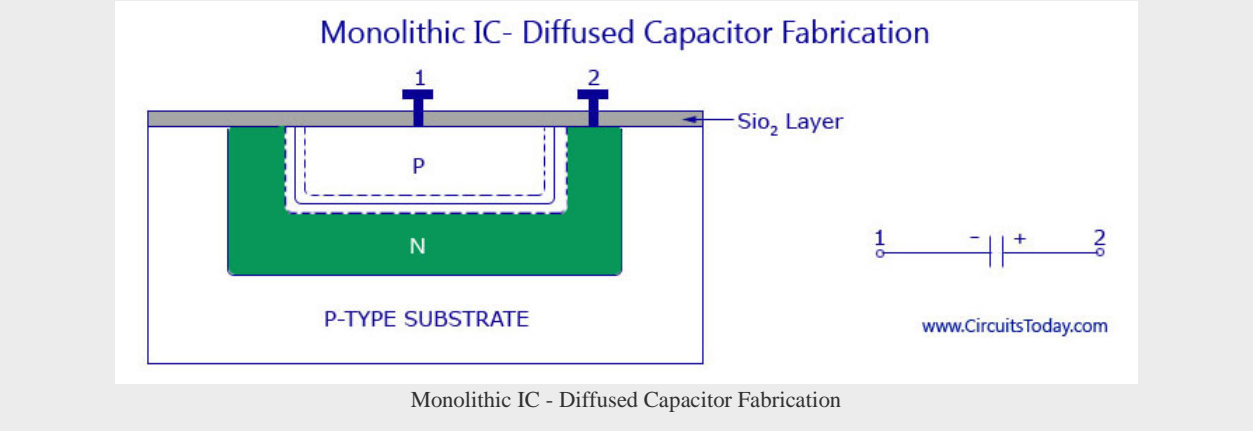 Monolithic IC- Diffused Capacitor Fabrication
1 2
Sio₂ Layer
P
N
1 - + 2
P-TYPE SUBSTRATE
www.CircuitsToday.com
Monolithic IC - Diffused Capacitor Fabrication